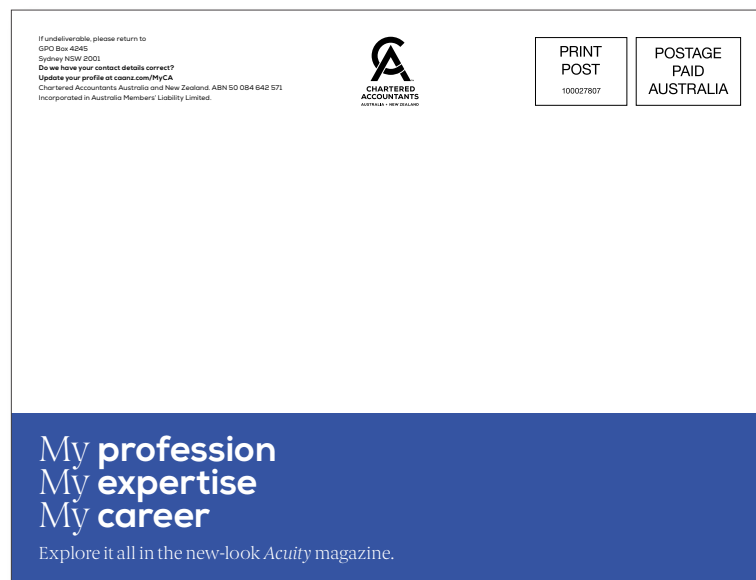 If undeliverable, please return to
GPO Box 4245
Sydney NSW 2001
Do we have your contact details correct?
Update your profile at caanz.com/MyCA
Chartered Accountants Australia and New Zealand. ABN 50 084 642 571
Incorporated in Australia Members' Liability Limited.
CA
CHARTERED
ACCOUNTANTS
AUSTRALIA + NEW ZEALAND
PRINT
POST
100027807
POSTAGE
PAID
AUSTRALIA
My profession
My expertise
My career
Explore it all in the new-look Acuity magazine.